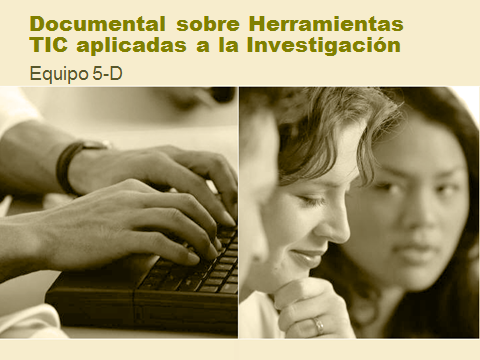 Documental sobre Herramientas
TIC aplicadas a la Investigación
Equipo 5-D